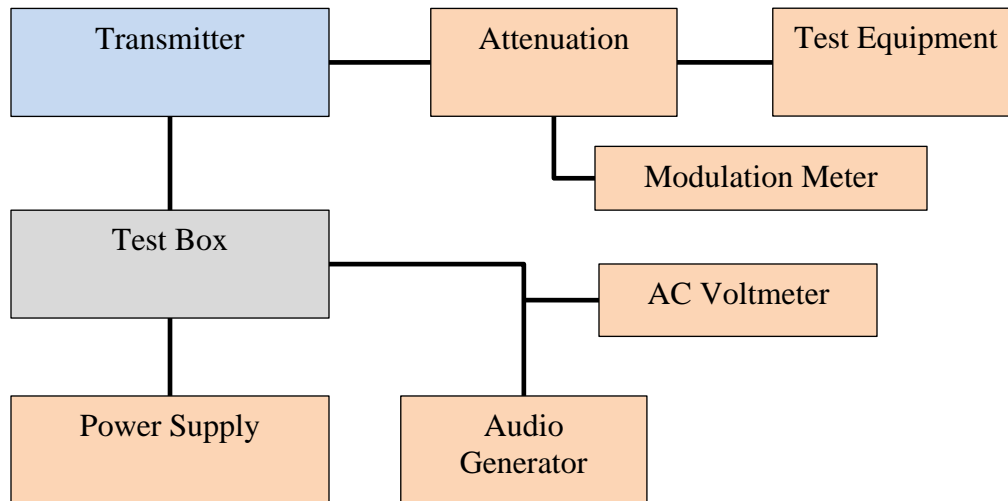 Transmitter
Attenuation
Test Equipment
Modulation Meter
Test Box
AC Voltmeter
Power Supply
Audio
Generator